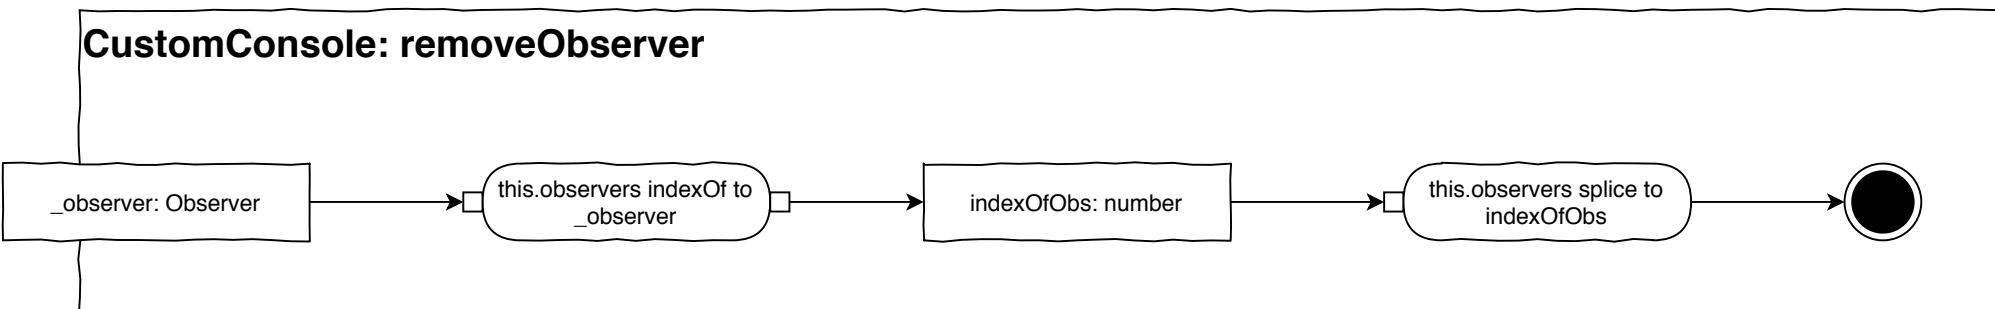 CustomConsole: removeObserver
_observer: Observer
this.observers indexOf to
_observer
indexOfObs: number
this.observers splice to
indexOfObs